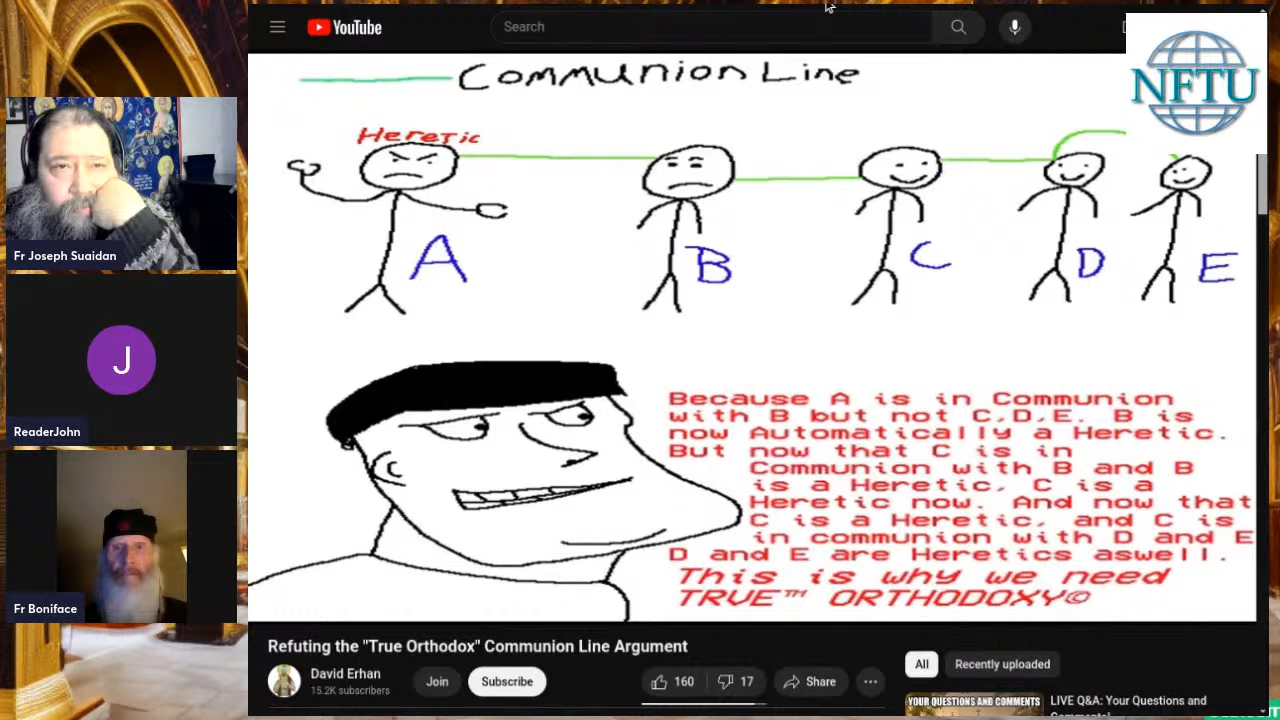 YouTube
Search
NFTU
Communion Line
Heretic
A
B
C
D
E
Because A is in Communion
with B but not C,D,E. B is
now Automatically a Heretic.
But now that C is in
Communion with B and B
is a Heretic, C is a
Heretic now. And now that
C is a Heretic, and C is
in communion with D and E
D and E are Heretics aswell.
This is why we need
TRUE™ ORTHODOXY©
Fr Joseph Suaidan
J
ReaderJohn
Fr Boniface
Refuting the "True Orthodox" Communion Line Argument
David Erhan
15.2K subscribers
Join
Subscribe
160
17
Share
All
Recently uploaded
YOUR QUESTIONS AND COMMENTS
LIVE Q&A: Your Questions and